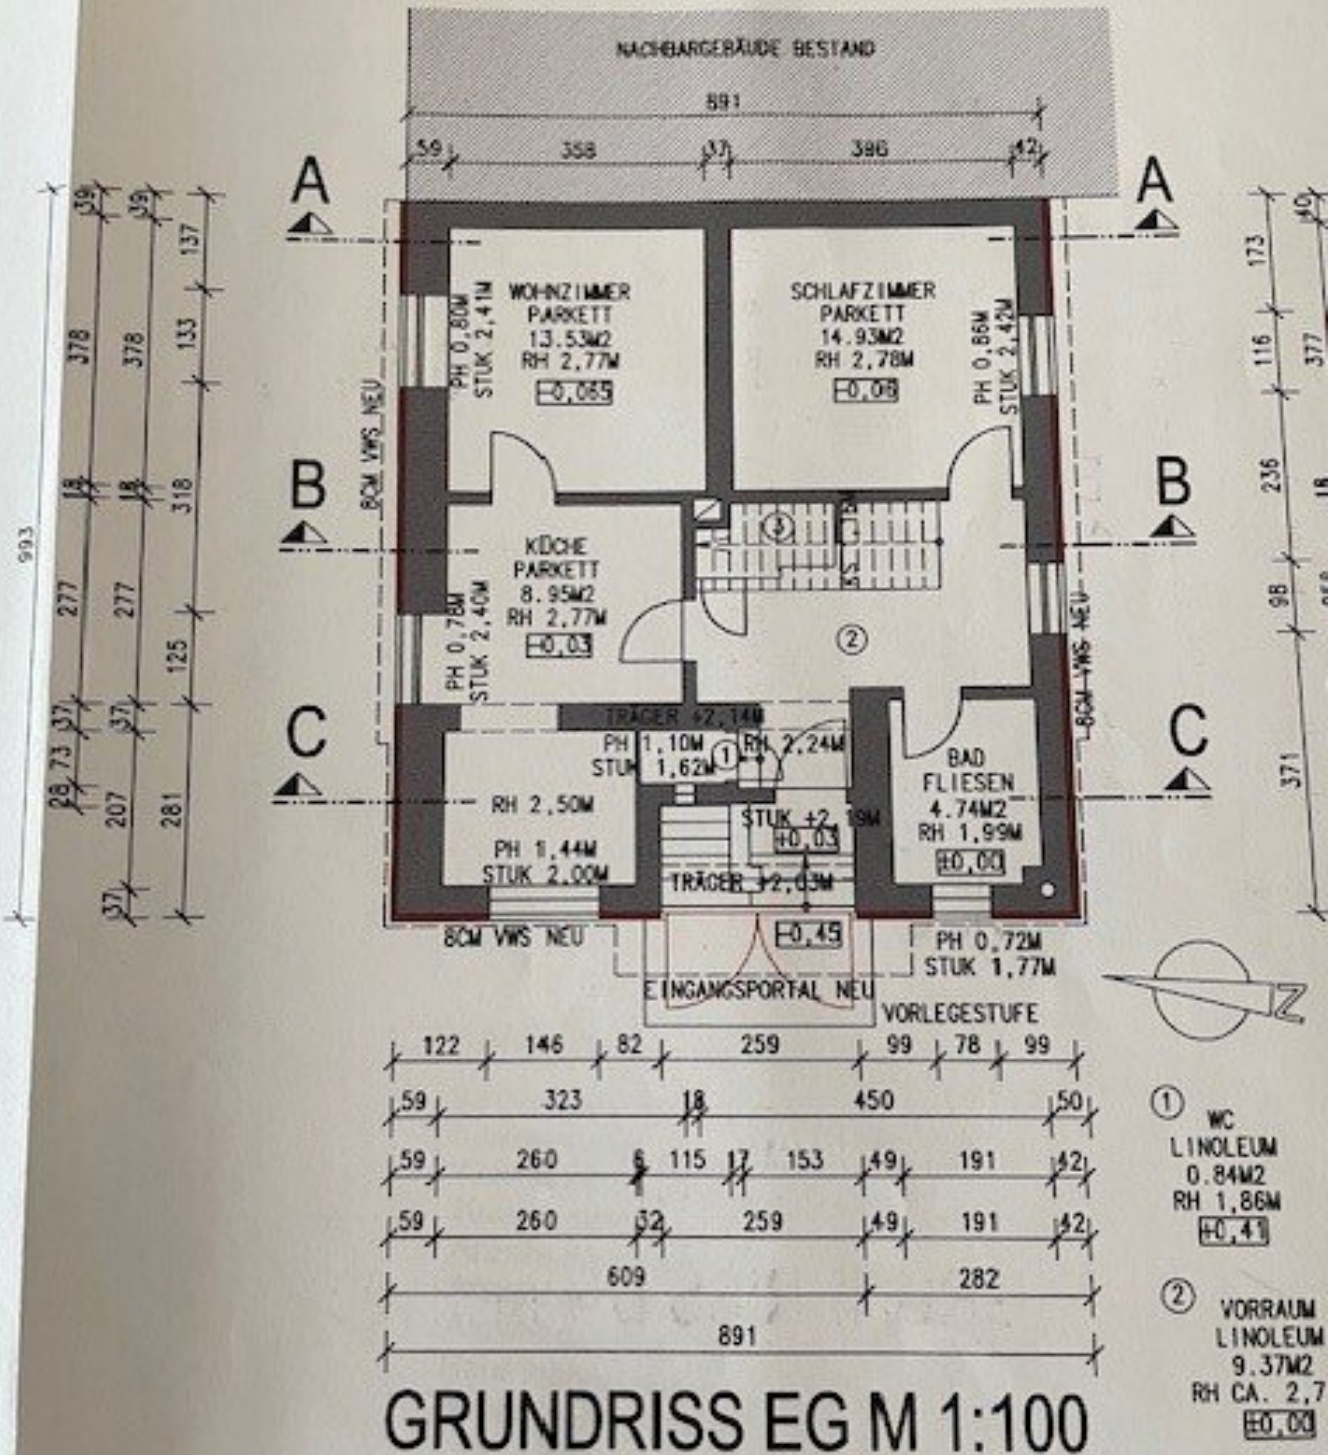 NACHBARGEBÄUDE BESTAND
891
59 358 37 386 42
A A
39 39 137 173 40
WOHNZIMMER
PARKETT
13.53M2
RH 2,77M
-0,065
PH 0,80M
STUK 2,41M
SCHLAFZIMMER
PARKETT
14.93M2
RH 2,78M
-0,06
PH 0,86M
STUK 2,42M
378 378 133 116 377
8CM VWS NEU
B B
18 18 318 236 18
993
KÜCHE
PARKETT
8.95M2
RH 2,77M
-0,03
PH 0,78M
STUK 2,40M
3
2
277 277 125 98
8CM VWS NEU
C C
37 37
TRÄGER +2,14M
PH 1,10M
STUK 1,62M
1
RH 2,24M
BAD
FLIESEN
4.74M2
RH 1,99M
±0,00
28 73 207 281 371
RH 2,50M
PH 1,44M
STUK 2,00M
STUK +2,19M
+0,03
TRÄGER +2,03M
37
-0,45
8CM VWS NEU
PH 0,72M
STUK 1,77M
EINGANGSPORTAL NEU
VORLEGESTUFE
N
122 146 82 259 99 78 99
59 323 18 450 50
59 260 6 115 17 153 49 191 42
59 260 32 259 49 191 42
609 282
891
1
WC
LINOLEUM
0.84M2
RH 1,86M
+0,41
2
VORRAUM
LINOLEUM
9.37M2
RH CA. 2,7
±0,00
GRUNDRISS EG M 1:100